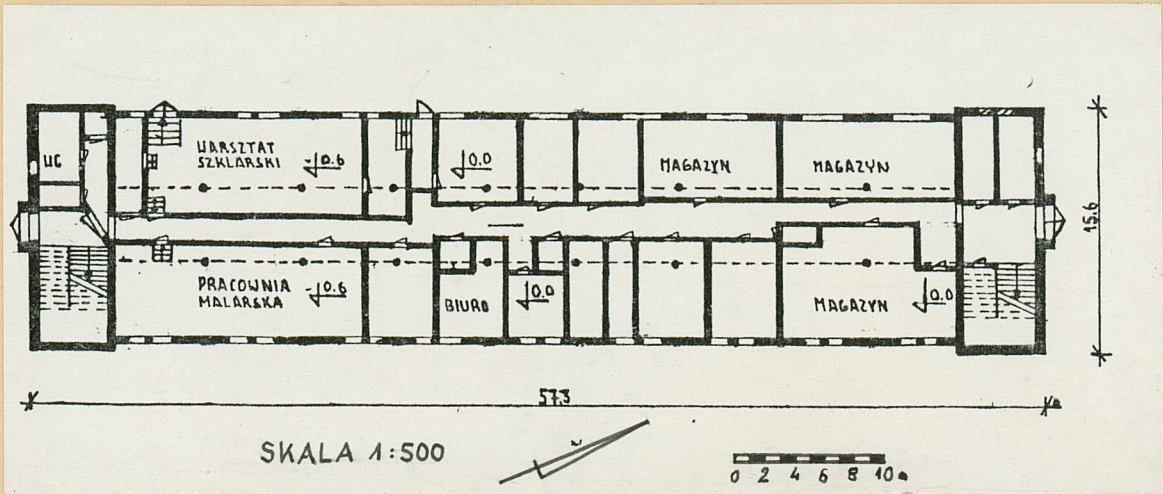 WARSZTAT
SZKLARSKI
-0.6
0.0
MAGAZYN
MAGAZYN
UC
15.6
PRACOWNIA
MALARSKA
-0.6
BIURO
0.0
MAGAZYN
0.0
57.3
SKALA 1:500
0 2 4 6 8 10 m